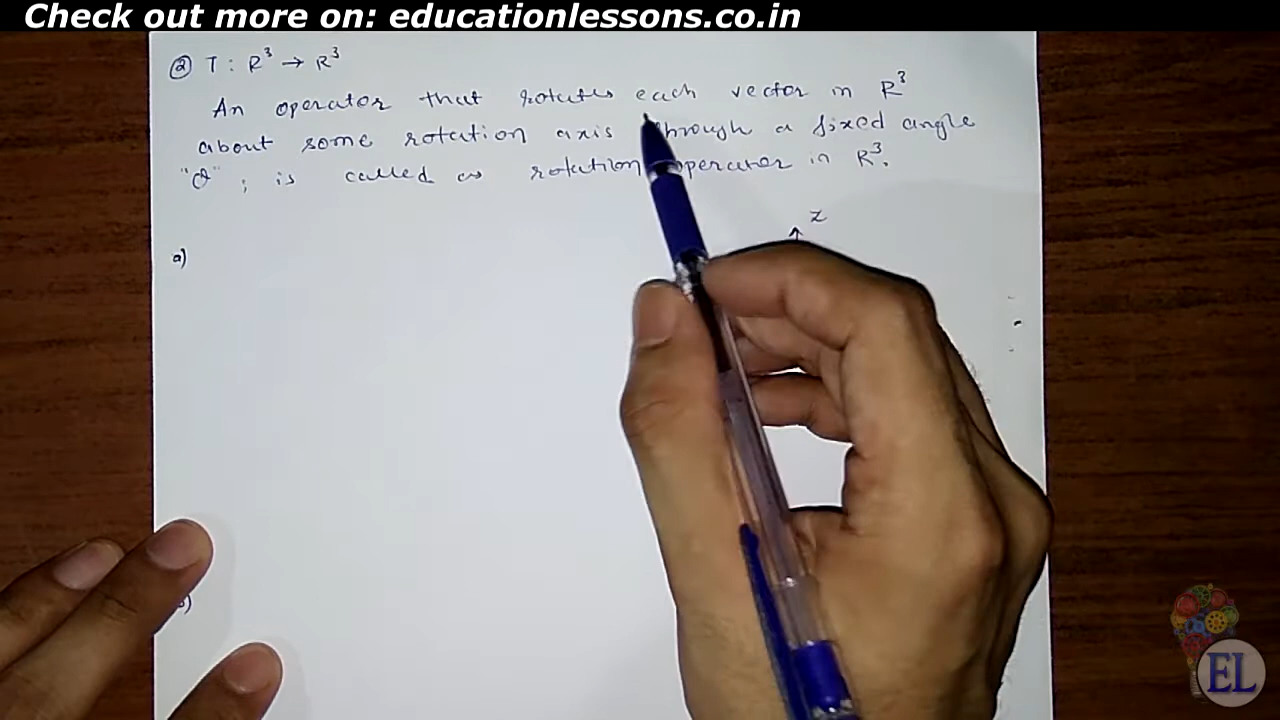 Check out more on: educationlessons.co.in
② T : R³ → R³
An operator that rotates each vector in R³
about some rotation axis through a fixed angle
"θ" ; is called as rotation operator in R³.
z
a)
EL